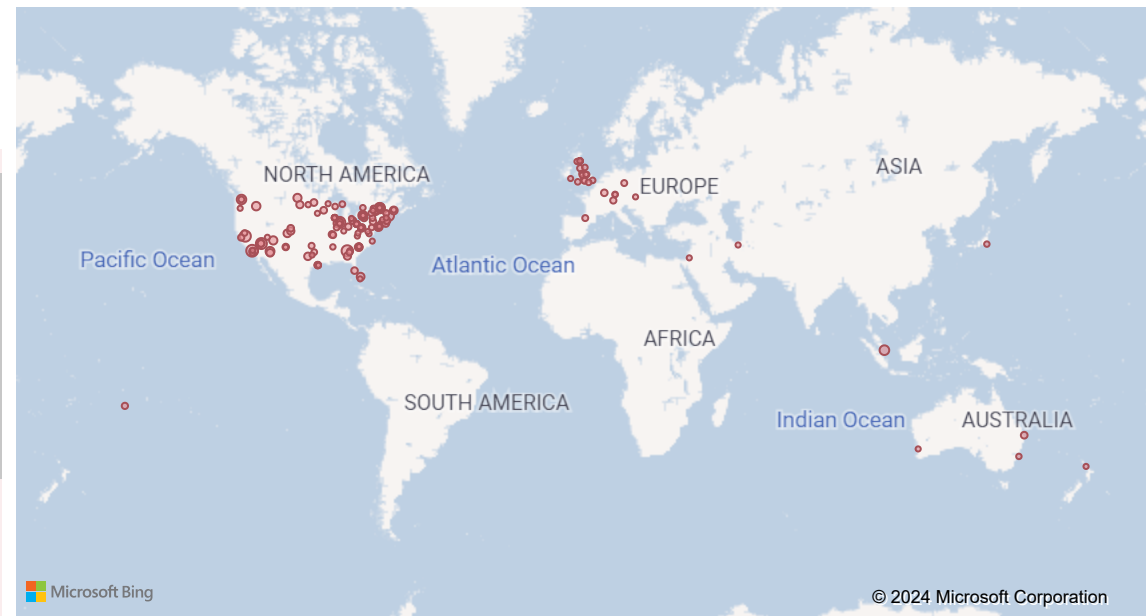 NORTH AMERICA
ASIA
EUROPE
Pacific Ocean
Atlantic Ocean
AFRICA
SOUTH AMERICA
Indian Ocean
AUSTRALIA
Microsoft Bing
© 2024 Microsoft Corporation